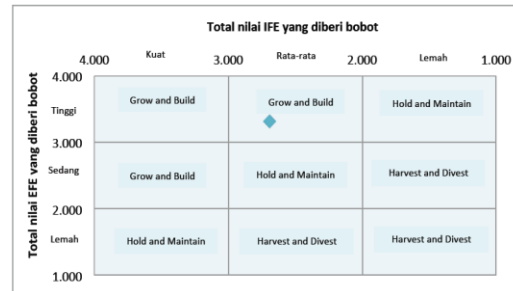 Total nilai IFE yang diberi bobot
Kuat Rata-rata Lemah
4.000 3.000 2.000 1.000
Total nilai EFE yang diberi bobot
4.000
Tinggi
Grow and Build Grow and Build Hold and Maintain
3.000
Sedang
Grow and Build Hold and Maintain Harvest and Divest
2.000
Lemah
Hold and Maintain Harvest and Divest Harvest and Divest
1.000